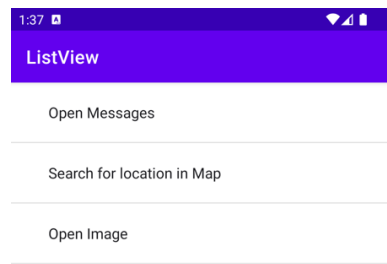 1:37
ListView
Open Messages
Search for location in Map
Open Image